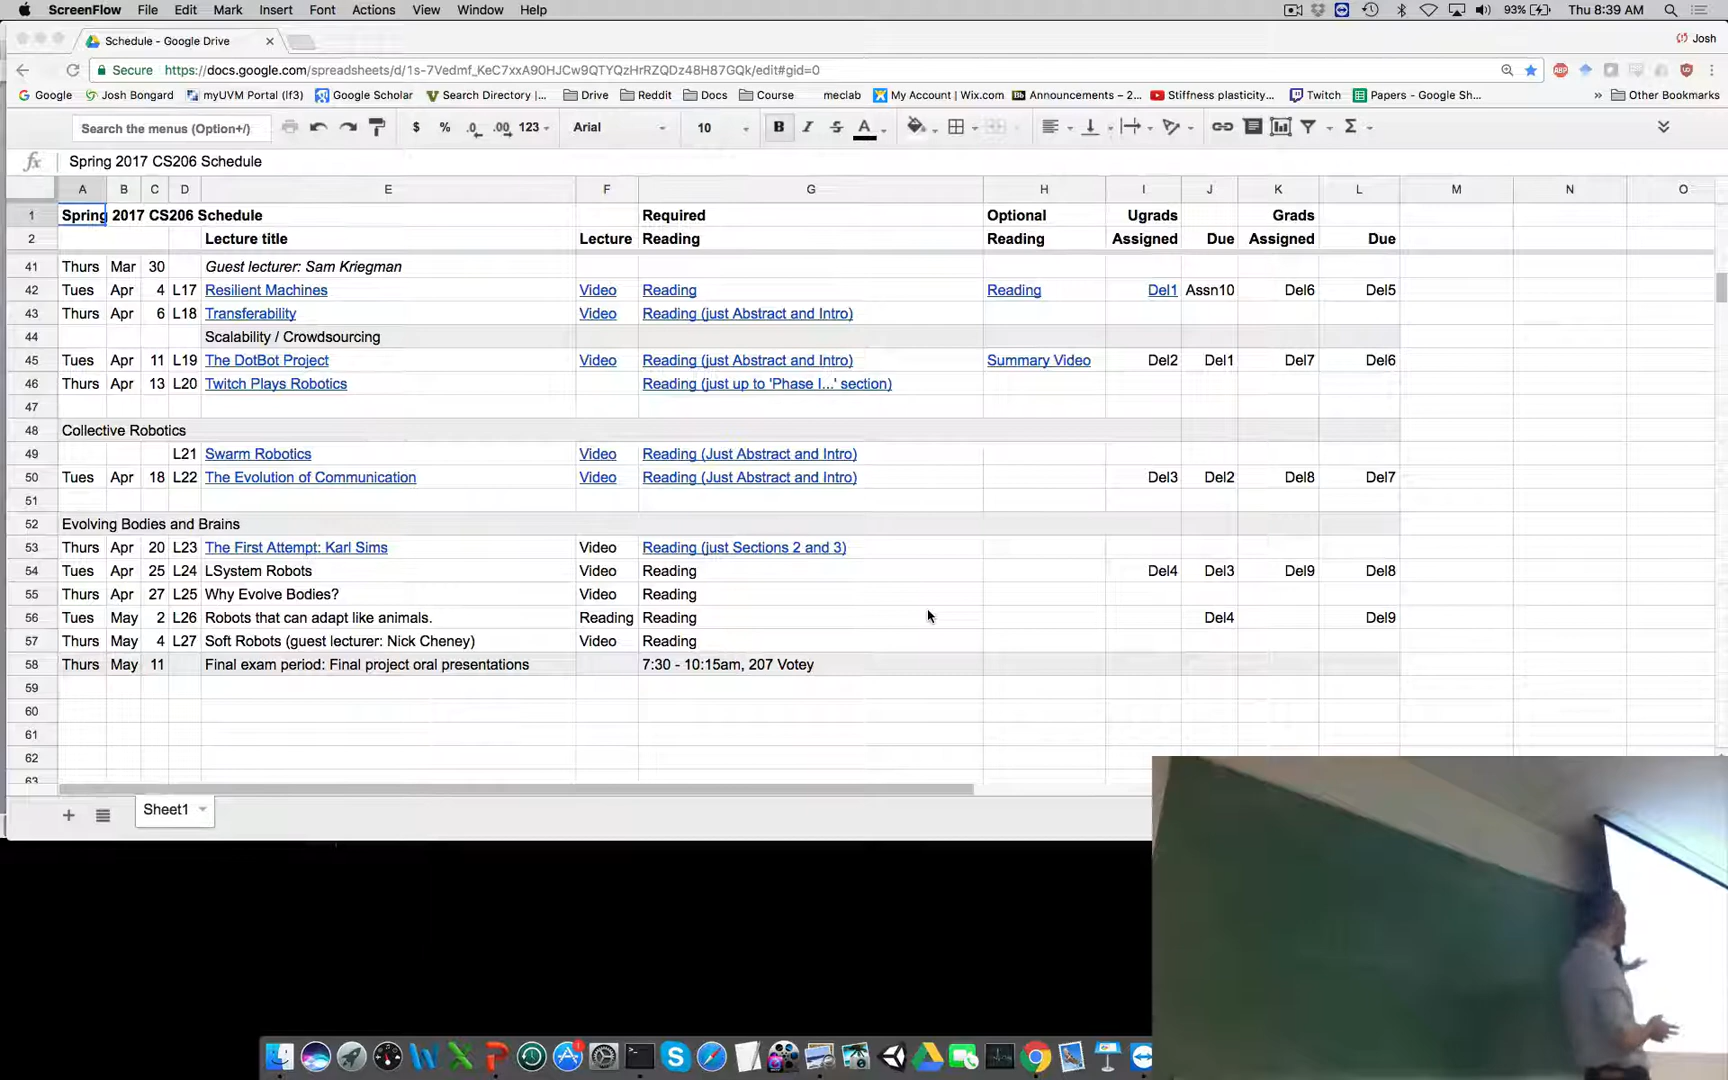 ScreenFlow File Edit Mark Insert Font Actions View Window Help 93% Thu 8:39 AM
Schedule - Google Drive Josh
Secure https://docs.google.com/spreadsheets/d/1s-7Vedmf_KeC7xxA90HJCw9QTYQzHrRZQDz48H87GQk/edit#gid=0
Google Josh Bongard myUVM Portal (lf3) Google Scholar Search Directory |... Drive Reddit Docs Course meclab My Account | Wix.com Announcements – 2... Stiffness plasticity... Twitch Papers - Google Sh... » Other Bookmarks
Search the menus (Option+/) $ % .0 .00 123 Arial 10 B I S A Σ
fx Spring 2017 CS206 Schedule
A B C D E F G H I J K L M N O
1 Spring 2017 CS206 Schedule Required Optional Ugrads Grads
2 Lecture title Lecture Reading Reading Assigned Due Assigned Due
41 Thurs Mar 30 Guest lecturer: Sam Kriegman
42 Tues Apr 4 L17 Resilient Machines Video Reading Reading Del1 Assn10 Del6 Del5
43 Thurs Apr 6 L18 Transferability Video Reading (just Abstract and Intro)
44 Scalability / Crowdsourcing
45 Tues Apr 11 L19 The DotBot Project Video Reading (just Abstract and Intro) Summary Video Del2 Del1 Del7 Del6
46 Thurs Apr 13 L20 Twitch Plays Robotics Reading (just up to 'Phase I...' section)
47
48 Collective Robotics
49 L21 Swarm Robotics Video Reading (Just Abstract and Intro)
50 Tues Apr 18 L22 The Evolution of Communication Video Reading (Just Abstract and Intro) Del3 Del2 Del8 Del7
51
52 Evolving Bodies and Brains
53 Thurs Apr 20 L23 The First Attempt: Karl Sims Video Reading (just Sections 2 and 3)
54 Tues Apr 25 L24 LSystem Robots Video Reading Del4 Del3 Del9 Del8
55 Thurs Apr 27 L25 Why Evolve Bodies? Video Reading
56 Tues May 2 L26 Robots that can adapt like animals. Reading Reading Del4 Del9
57 Thurs May 4 L27 Soft Robots (guest lecturer: Nick Cheney) Video Reading
58 Thurs May 11 Final exam period: Final project oral presentations 7:30 - 10:15am, 207 Votey
59
60
61
62
63
Sheet1